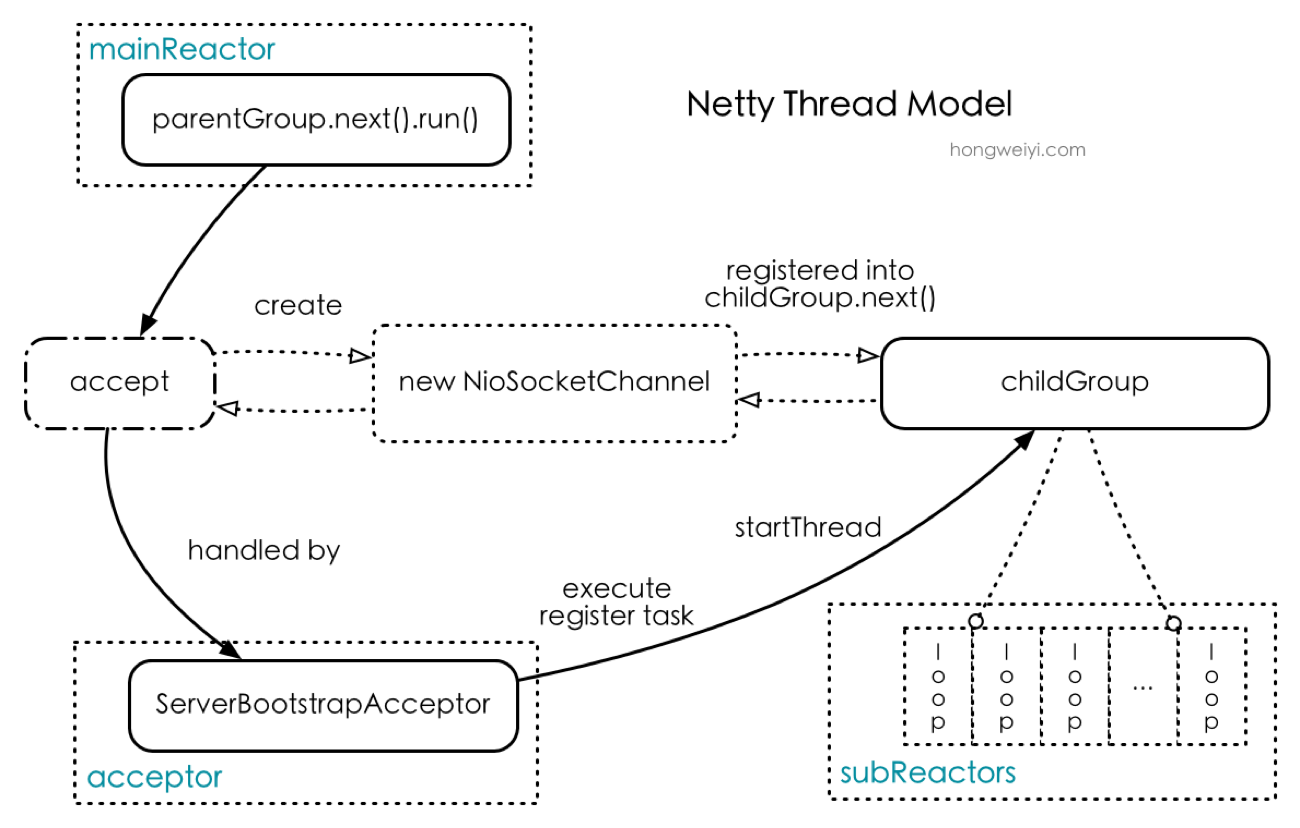 mainReactor
parentGroup.next().run()
Netty Thread Model
hongweiyi.com
registered into
childGroup.next()
create
accept
new NioSocketChannel
childGroup
startThread
handled by
execute
register task
loop loop loop ... loop
ServerBootstrapAcceptor
acceptor
subReactors